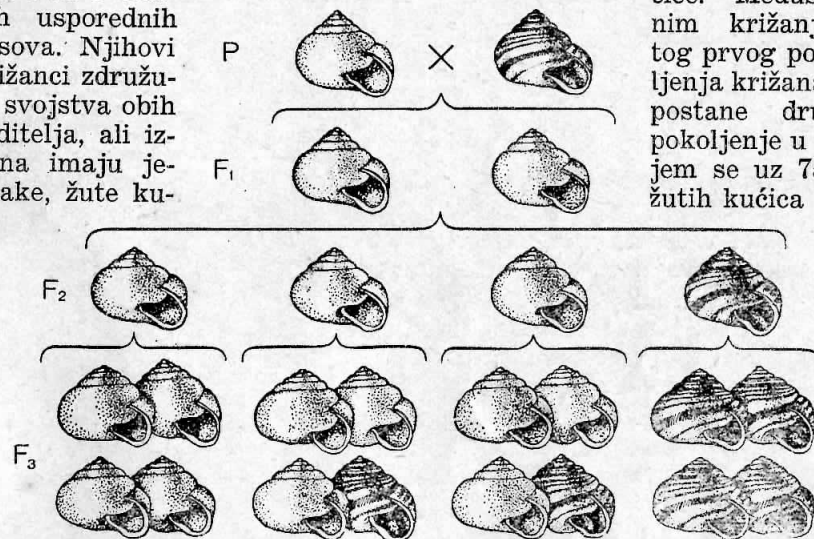 h usporednih
sova. Njihovi
ižanci združu-
svojstva obih
ditelja, ali iz-
na imaju je-
ake, žute ku-
P ×
F₁
F₂
F₃
nim križanj
tog prvog po
ljenja križan
postane dru
pokoljenje u
jem se uz 7
žutih kućica